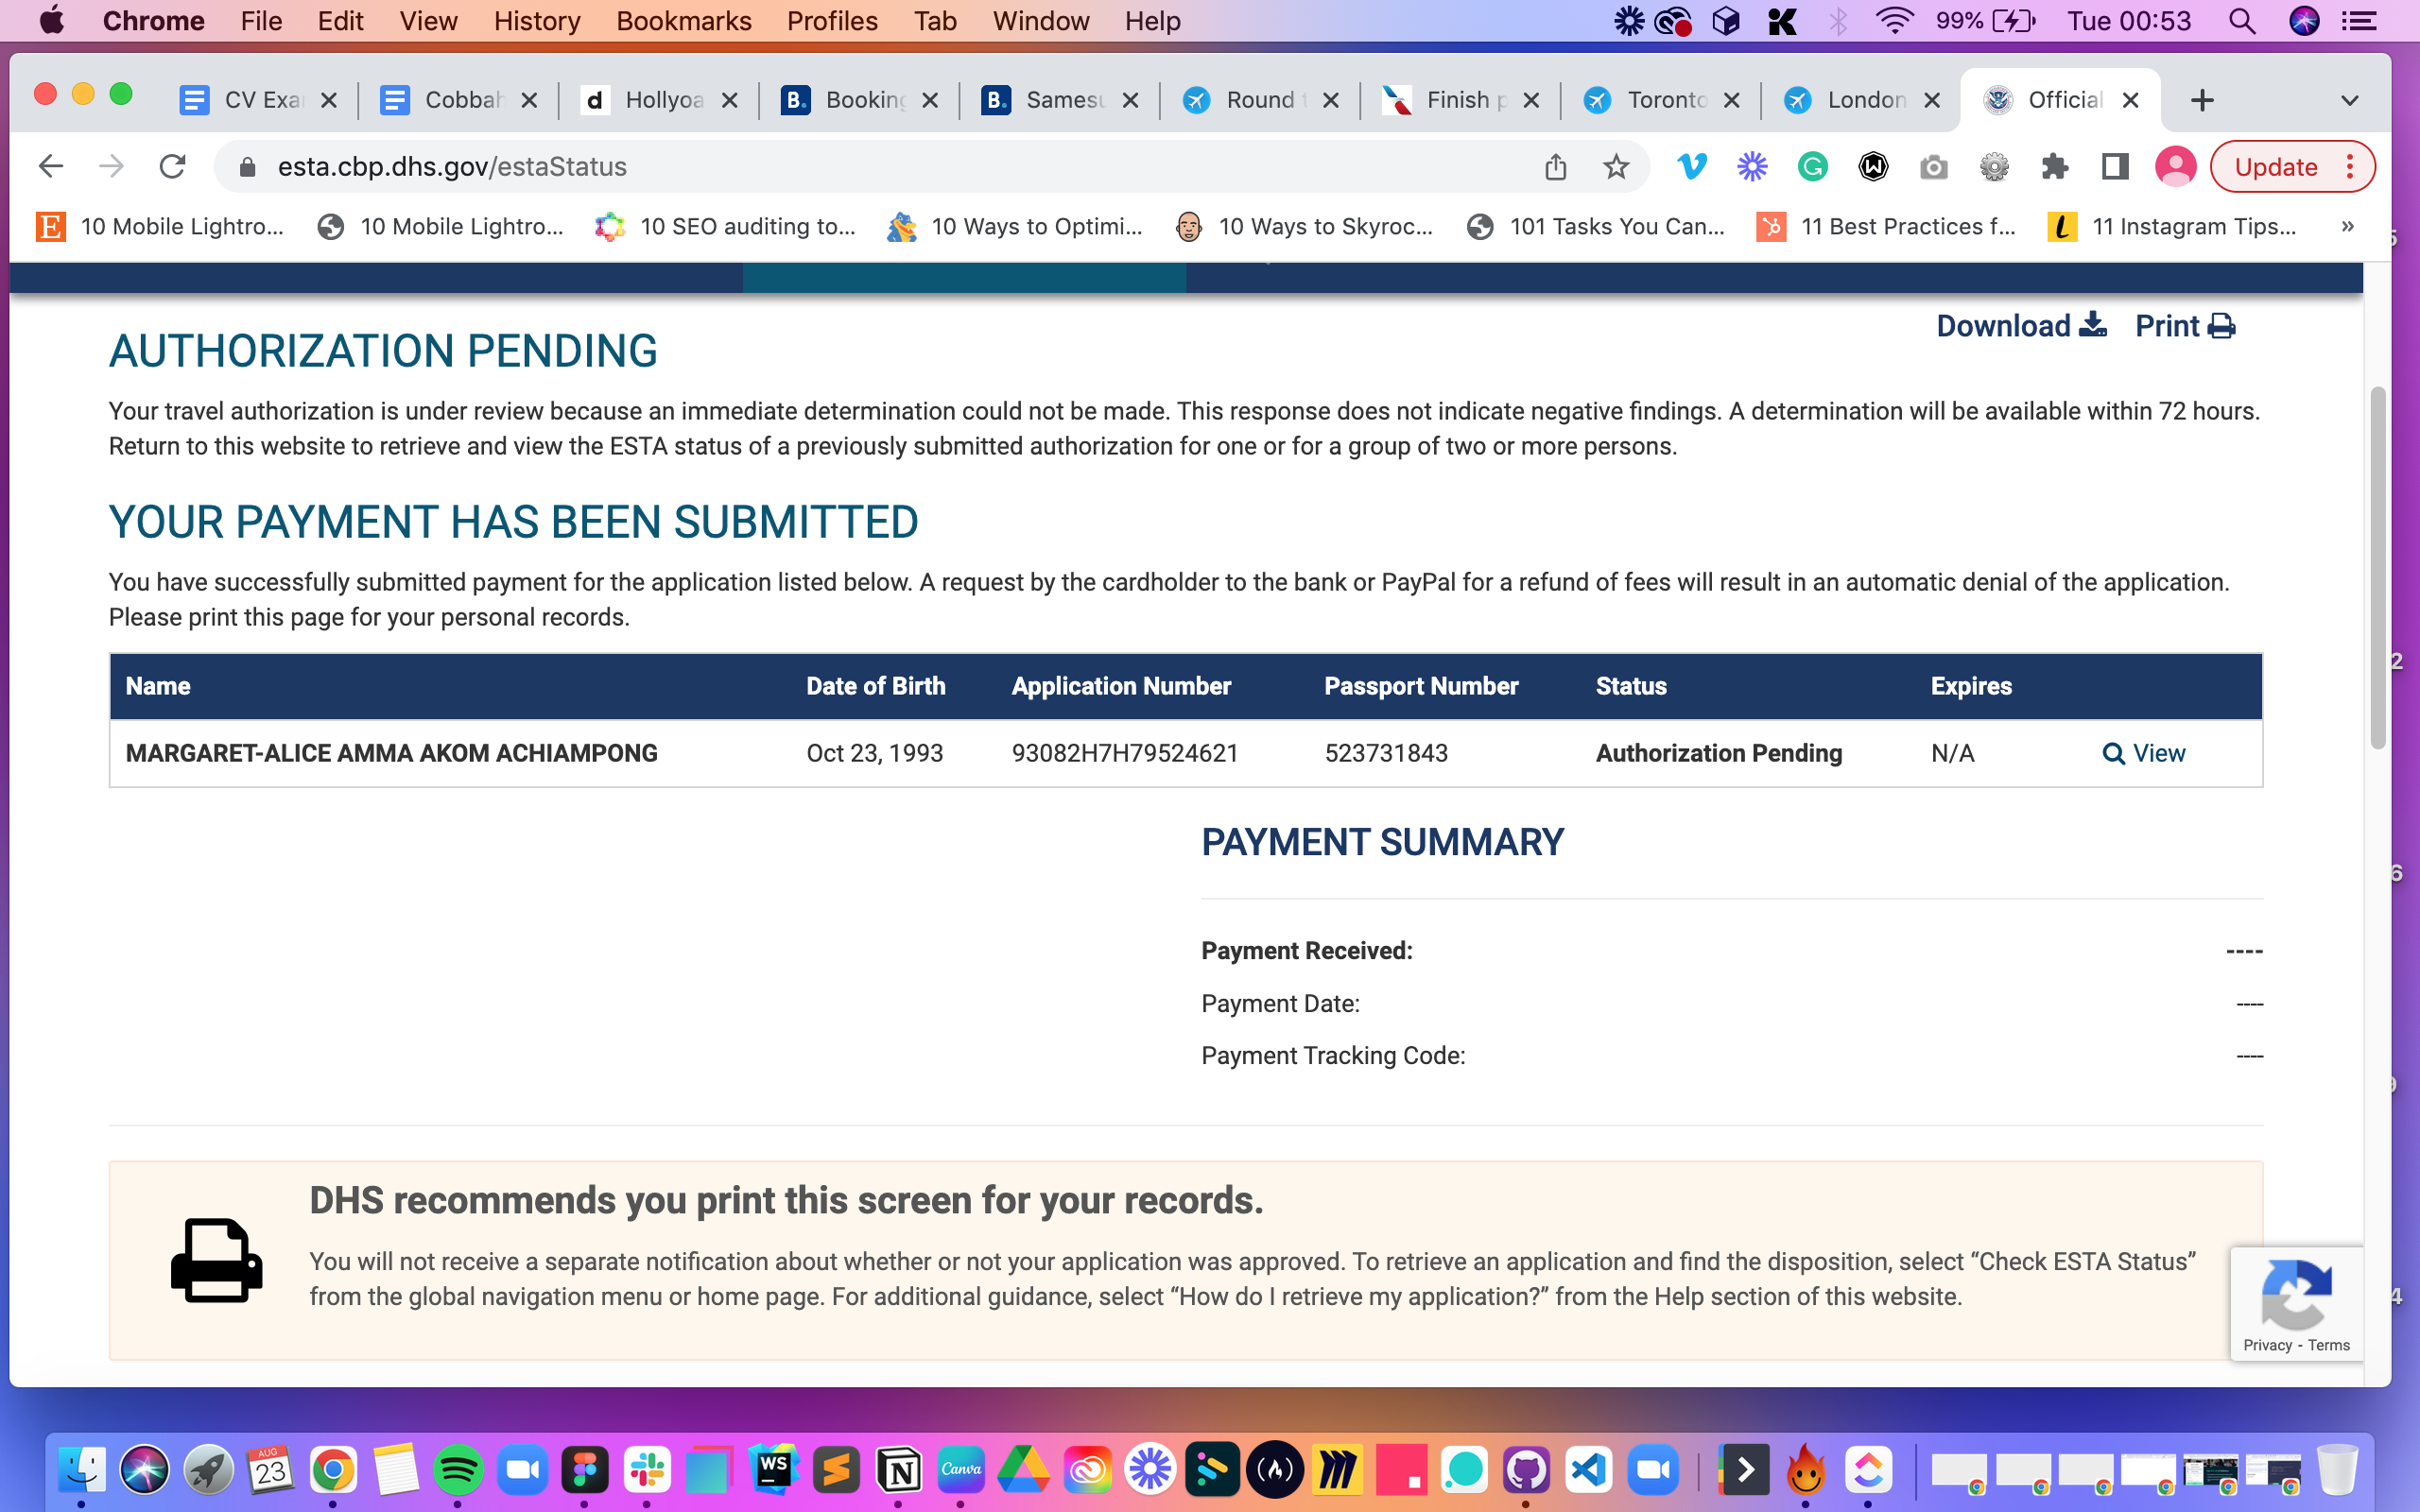 Chrome File Edit View History Bookmarks Profiles Tab Window Help 99% Tue 00:53
CV Exa Cobbah d Hollyoa B. Booking B. Samesu Round t Finish p Toronto London Official
esta.cbp.dhs.gov/estaStatus Update
10 Mobile Lightro... 10 Mobile Lightro... 10 SEO auditing to... 10 Ways to Optimi... 10 Ways to Skyroc... 101 Tasks You Can... 11 Best Practices f... 11 Instagram Tips... »
Download Print
AUTHORIZATION PENDING
Your travel authorization is under review because an immediate determination could not be made. This response does not indicate negative findings. A determination will be available within 72 hours.
Return to this website to retrieve and view the ESTA status of a previously submitted authorization for one or for a group of two or more persons.
YOUR PAYMENT HAS BEEN SUBMITTED
You have successfully submitted payment for the application listed below. A request by the cardholder to the bank or PayPal for a refund of fees will result in an automatic denial of the application.
Please print this page for your personal records.
Name Date of Birth Application Number Passport Number Status Expires
MARGARET-ALICE AMMA AKOM ACHIAMPONG Oct 23, 1993 93082H7H79524621 523731843 Authorization Pending N/A View
PAYMENT SUMMARY
Payment Received: ----
Payment Date: ----
Payment Tracking Code: ----
DHS recommends you print this screen for your records.
You will not receive a separate notification about whether or not your application was approved. To retrieve an application and find the disposition, select “Check ESTA Status”
from the global navigation menu or home page. For additional guidance, select “How do I retrieve my application?” from the Help section of this website.
Privacy - Terms
AUG
23
WS
Canva